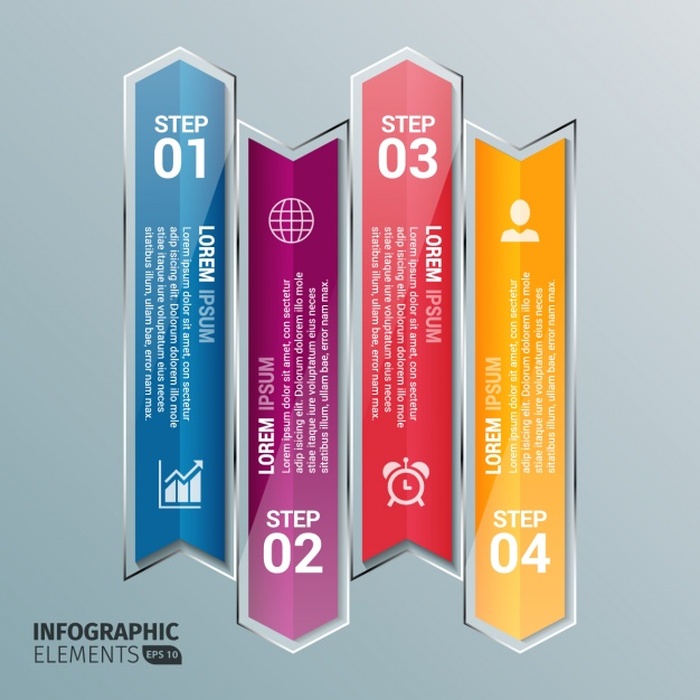 STEP
01
LOREM IPSUM
Lorem ipsum dolor sit amet, con sectetur
adip isicing elit. Dolorum dolorem illo mole
stiae itaque iure voluptatum eius neces
sitatibus illum, ullam bae, error nam max.
LOREM IPSUM
Lorem ipsum dolor sit amet, con sectetur
adip isicing elit. Dolorum dolorem illo mole
stiae itaque iure voluptatum eius neces
sitatibus illum, ullam bae, error nam max.
STEP
02
STEP
03
LOREM IPSUM
Lorem ipsum dolor sit amet, con sectetur
adip isicing elit. Dolorum dolorem illo mole
stiae itaque iure voluptatum eius neces
sitatibus illum, ullam bae, error nam max.
LOREM IPSUM
Lorem ipsum dolor sit amet, con sectetur
adip isicing elit. Dolorum dolorem illo mole
stiae itaque iure voluptatum eius neces
sitatibus illum, ullam bae, error nam max.
STEP
04
INFOGRAPHIC
ELEMENTS EPS 10